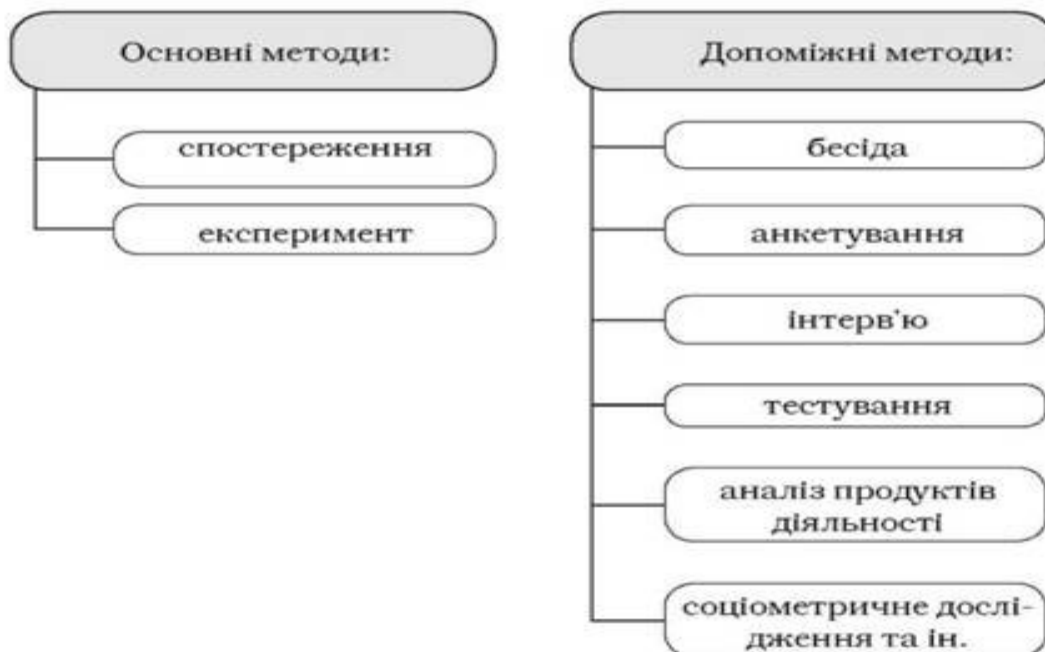 Основні методи:
спостереження
експеримент
Допоміжні методи:
бесіда
анкетування
інтерв'ю
тестування
аналіз продуктів
діяльності
соціометричне дослі-
дження та ін.